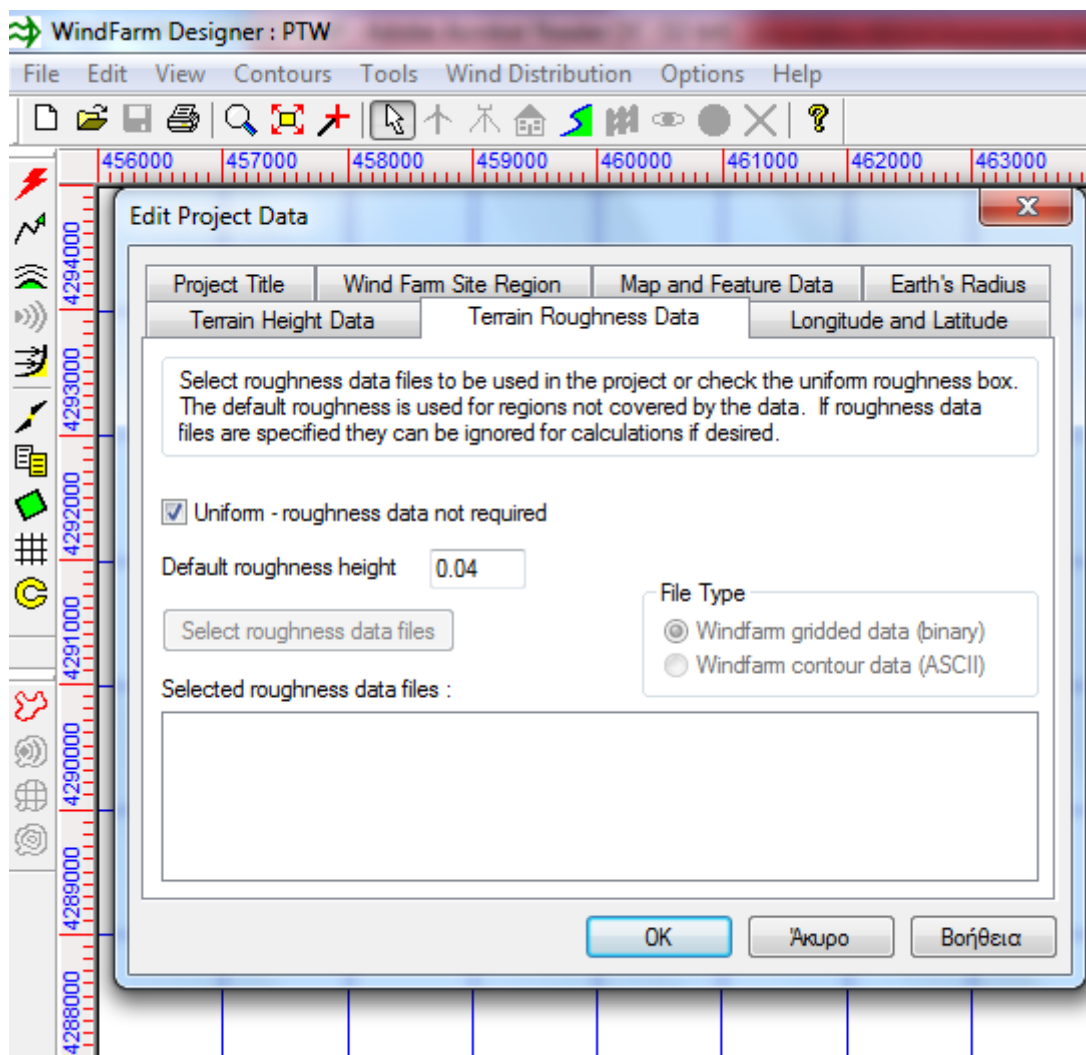 WindFarm Designer : PTW
File Edit View Contours Tools Wind Distribution Options Help
456000 457000 458000 459000 460000 461000 462000 463000
Edit Project Data
Project Title Wind Farm Site Region Map and Feature Data Earth's Radius
Terrain Height Data Terrain Roughness Data Longitude and Latitude
Select roughness data files to be used in the project or check the uniform roughness box.
The default roughness is used for regions not covered by the data. If roughness data
files are specified they can be ignored for calculations if desired.
Uniform - roughness data not required
Default roughness height 0.04
File Type
Select roughness data files
Windfarm gridded data (binary)
Windfarm contour data (ASCII)
Selected roughness data files :
OK Άκυρο Βοήθεια
4294000
4293000
4292000
4291000
4290000
4289000
4288000